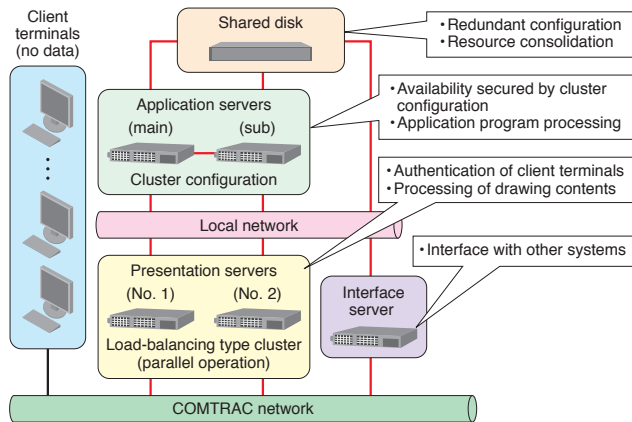 Client
terminals
(no data)
Shared disk
• Redundant configuration
• Resource consolidation
Application servers
(main) (sub)
Cluster configuration
• Availability secured by cluster
configuration
• Application program processing
• Authentication of client terminals
• Processing of drawing contents
Local network
• Interface with other systems
Presentation servers
(No. 1) (No. 2)
Load-balancing type cluster
(parallel operation)
Interface
server
COMTRAC network